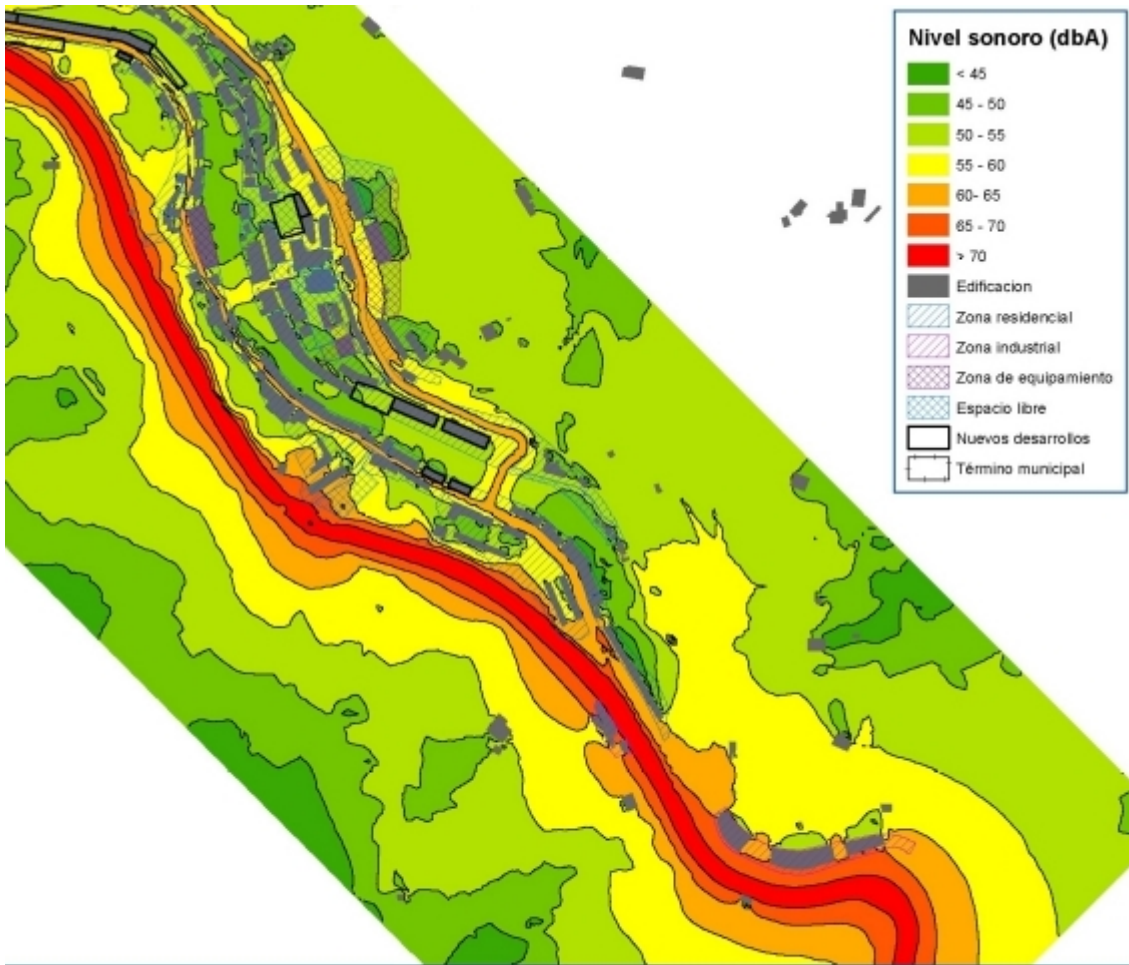 Nivel sonoro (dbA)
< 45
45 - 50
50 - 55
55 - 60
60- 65
65 - 70
> 70
Edificacion
Zona residencial
Zona industrial
Zona de equipamiento
Espacio libre
Nuevos desarrollos
Término municipal